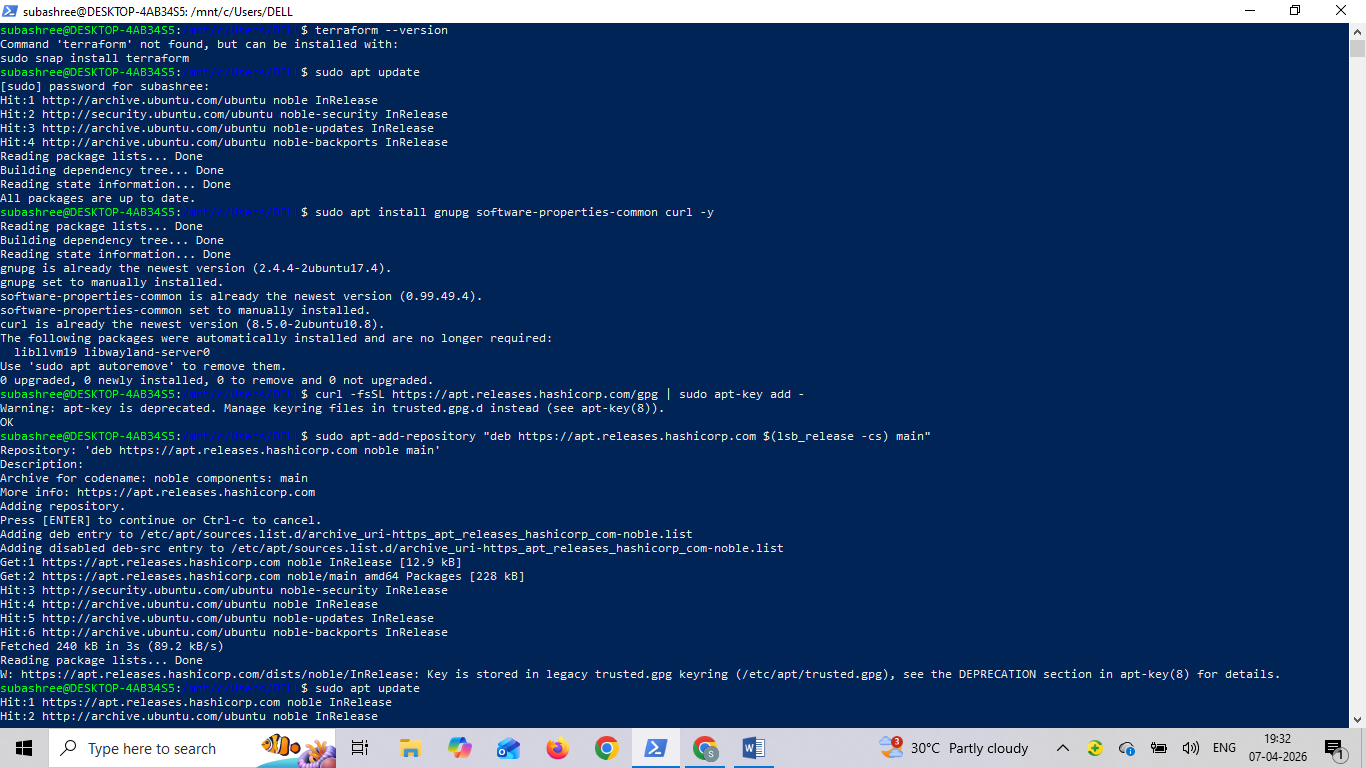 subashree@DESKTOP-4AB34S5: /mnt/c/Users/DELL
subashree@DESKTOP-4AB34S5:/mnt/c/Users/DELL$ terraform --version
Command 'terraform' not found, but can be installed with:
sudo snap install terraform
subashree@DESKTOP-4AB34S5:/mnt/c/Users/DELL$ sudo apt update
[sudo] password for subashree:
Hit:1 http://archive.ubuntu.com/ubuntu noble InRelease
Hit:2 http://security.ubuntu.com/ubuntu noble-security InRelease
Hit:3 http://archive.ubuntu.com/ubuntu noble-updates InRelease
Hit:4 http://archive.ubuntu.com/ubuntu noble-backports InRelease
Reading package lists... Done
Building dependency tree... Done
Reading state information... Done
All packages are up to date.
subashree@DESKTOP-4AB34S5:/mnt/c/Users/DELL$ sudo apt install gnupg software-properties-common curl -y
Reading package lists... Done
Building dependency tree... Done
Reading state information... Done
gnupg is already the newest version (2.4.4-2ubuntu17.4).
gnupg set to manually installed.
software-properties-common is already the newest version (0.99.49.4).
software-properties-common set to manually installed.
curl is already the newest version (8.5.0-2ubuntu10.8).
The following packages were automatically installed and are no longer required:
  libllvm19 libwayland-server0
Use 'sudo apt autoremove' to remove them.
0 upgraded, 0 newly installed, 0 to remove and 0 not upgraded.
subashree@DESKTOP-4AB34S5:/mnt/c/Users/DELL$ curl -fsSL https://apt.releases.hashicorp.com/gpg | sudo apt-key add -
Warning: apt-key is deprecated. Manage keyring files in trusted.gpg.d instead (see apt-key(8)).
OK
subashree@DESKTOP-4AB34S5:/mnt/c/Users/DELL$ sudo apt-add-repository "deb https://apt.releases.hashicorp.com $(lsb_release -cs) main"
Repository: 'deb https://apt.releases.hashicorp.com noble main'
Description:
Archive for codename: noble components: main
More info: https://apt.releases.hashicorp.com
Adding repository.
Press [ENTER] to continue or Ctrl-c to cancel.
Adding deb entry to /etc/apt/sources.list.d/archive_uri-https_apt_releases_hashicorp_com-noble.list
Adding disabled deb-src entry to /etc/apt/sources.list.d/archive_uri-https_apt_releases_hashicorp_com-noble.list
Get:1 https://apt.releases.hashicorp.com noble InRelease [12.9 kB]
Get:2 https://apt.releases.hashicorp.com noble/main amd64 Packages [228 kB]
Hit:3 http://security.ubuntu.com/ubuntu noble-security InRelease
Hit:4 http://archive.ubuntu.com/ubuntu noble InRelease
Hit:5 http://archive.ubuntu.com/ubuntu noble-updates InRelease
Hit:6 http://archive.ubuntu.com/ubuntu noble-backports InRelease
Fetched 240 kB in 3s (89.2 kB/s)
Reading package lists... Done
W: https://apt.releases.hashicorp.com/dists/noble/InRelease: Key is stored in legacy trusted.gpg keyring (/etc/apt/trusted.gpg), see the DEPRECATION section in apt-key(8) for details.
subashree@DESKTOP-4AB34S5:/mnt/c/Users/DELL$ sudo apt update
Hit:1 https://apt.releases.hashicorp.com noble InRelease
Hit:2 http://archive.ubuntu.com/ubuntu noble InRelease
Type here to search
3
S
30°C Partly cloudy
ENG
19:32
07-04-2026
1